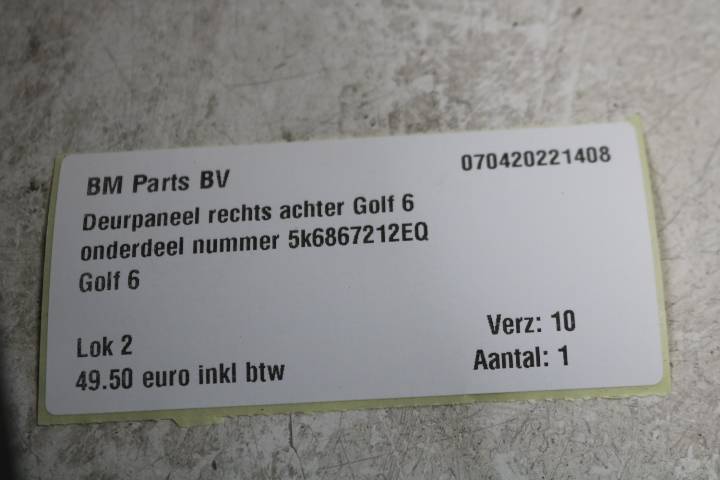 BM Parts BV 070420221408
Deurpaneel rechts achter Golf 6
onderdeel nummer 5k6867212EQ
Golf 6
Lok 2 Verz: 10
49.50 euro inkl btw Aantal: 1